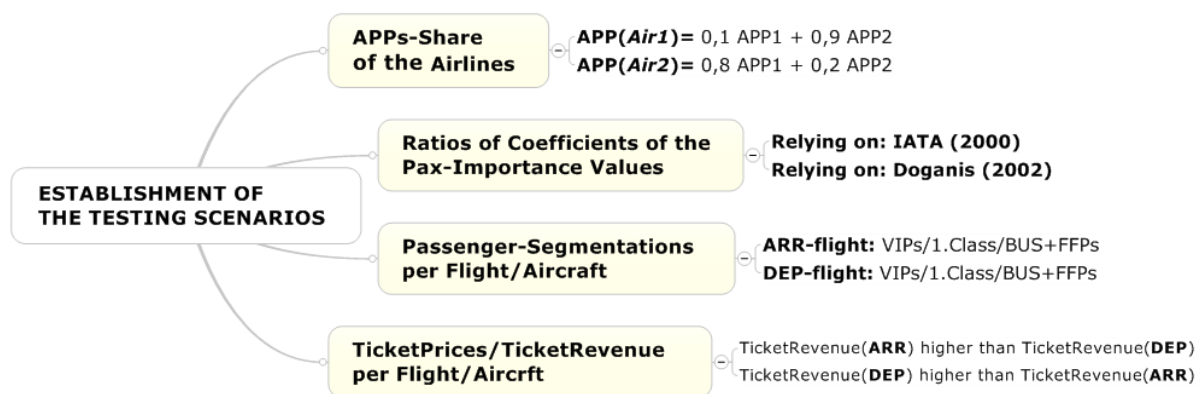 ESTABLISHMENT OF
THE TESTING SCENARIOS
APPs-Share
of the Airlines
APP(Air1)= 0,1 APP1 + 0,9 APP2
APP(Air2)= 0,8 APP1 + 0,2 APP2
Ratios of Coefficients of the
Pax-Importance Values
Relying on: IATA (2000)
Relying on: Doganis (2002)
Passenger-Segmentations
per Flight/Aircraft
ARR-flight: VIPs/1.Class/BUS+FFPs
DEP-flight: VIPs/1.Class/BUS+FFPs
TicketPrices/TicketRevenue
per Flight/Aircrft
TicketRevenue(ARR) higher than TicketRevenue(DEP)
TicketRevenue(DEP) higher than TicketRevenue(ARR)